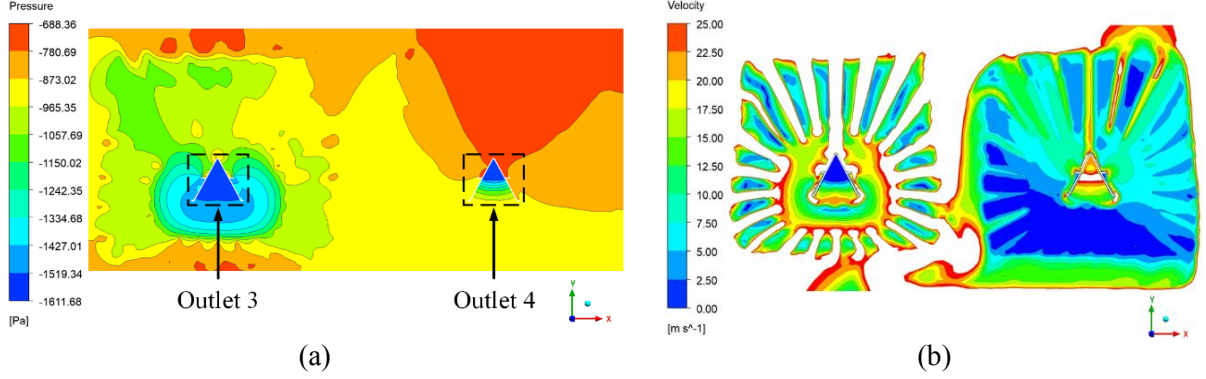 Pressure
-688.36
-780.69
-873.02
-965.35
-1057.69
-1150.02
-1242.35
-1334.68
-1427.01
-1519.34
-1611.68
[Pa]
Outlet 3
Outlet 4
Y
X
(a)
Velocity
25.00
22.50
20.00
17.50
15.00
12.50
10.00
7.50
5.00
2.50
0.00
[m s^-1]
Y
X
(b)